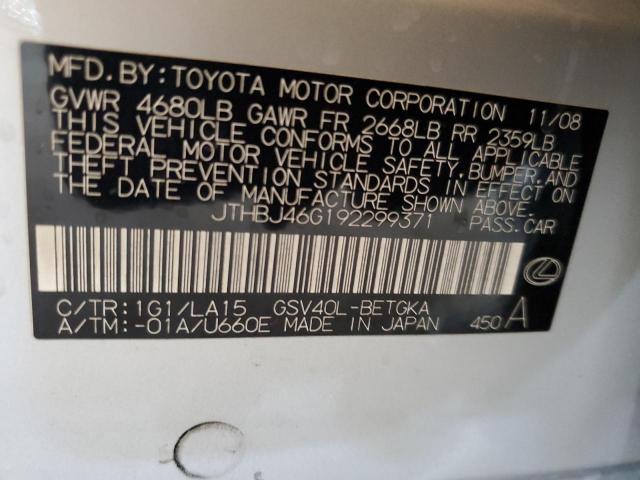 MFD. BY: TOYOTA MOTOR CORPORATION 11/08
GVWR 4680LB GAWR FR 2668LB RR 2359LB
THIS VEHICLE CONFORMS TO ALL APPLICABLE
FEDERAL MOTOR VEHICLE SAFETY, BUMPER, AND
THEFT PREVENTION STANDARDS IN EFFECT ON
THE DATE OF MANUFACTURE SHOWN ABOVE.
JTHBJ46G192299371 PASS. CAR
C/TR: 1G1/LA15 GSV40L-BETGKA
A/TM: -01A/U660E MADE IN JAPAN 450 A